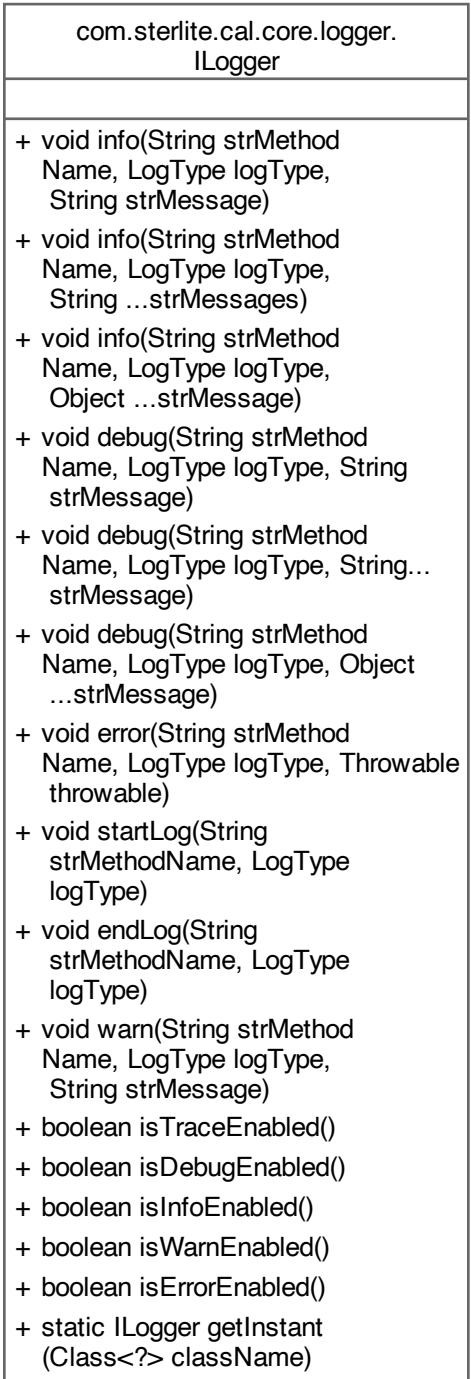 com.sterlite.cal.core.logger.
ILogger
+ void info(String strMethod
Name, LogType logType,
String strMessage)
+ void info(String strMethod
Name, LogType logType,
String ...strMessages)
+ void info(String strMethod
Name, LogType logType,
Object ...strMessage)
+ void debug(String strMethod
Name, LogType logType, String
strMessage)
+ void debug(String strMethod
Name, LogType logType, String...
strMessage)
+ void debug(String strMethod
Name, LogType logType, Object
...strMessage)
+ void error(String strMethod
Name, LogType logType, Throwable
throwable)
+ void startLog(String
strMethodName, LogType
logType)
+ void endLog(String
strMethodName, LogType
logType)
+ void warn(String strMethod
Name, LogType logType,
String strMessage)
+ boolean isTraceEnabled()
+ boolean isDebugEnabled()
+ boolean isInfoEnabled()
+ boolean isWarnEnabled()
+ boolean isErrorEnabled()
+ static ILogger getInstant
(Class<?> className)